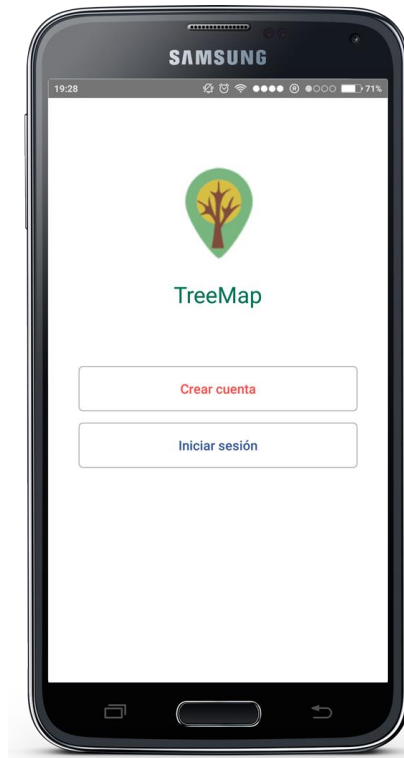 SAMSUNG
19:28 ® 71%
TreeMap
Crear cuenta
Iniciar sesión